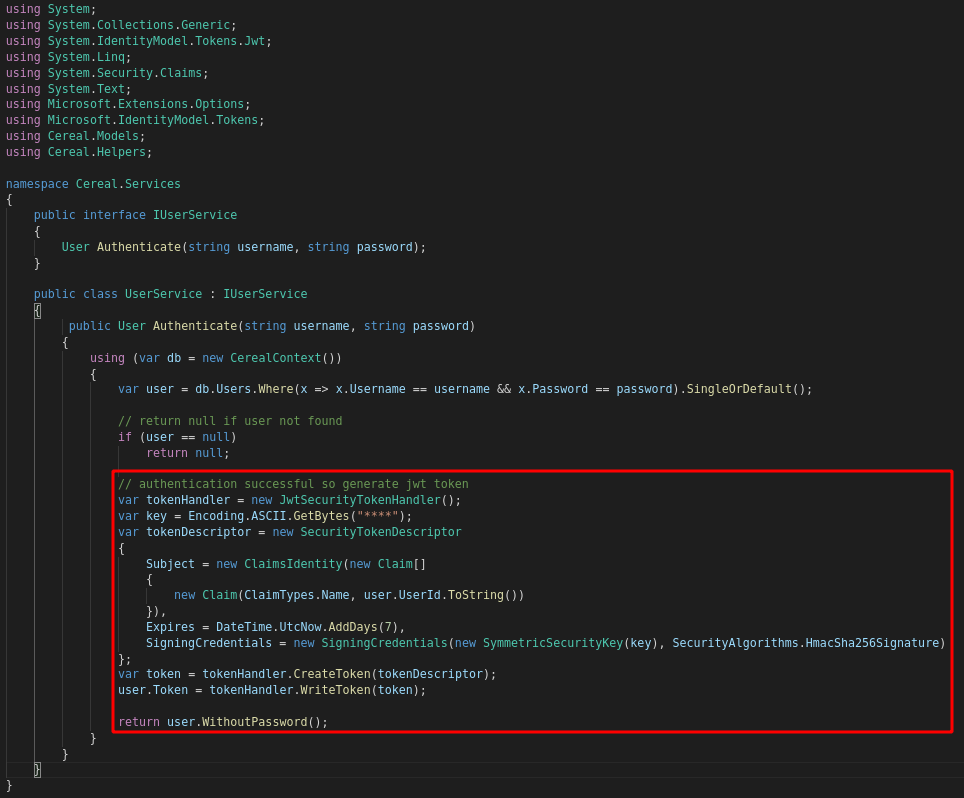 using System;
using System.Collections.Generic;
using System.IdentityModel.Tokens.Jwt;
using System.Linq;
using System.Security.Claims;
using System.Text;
using Microsoft.Extensions.Options;
using Microsoft.IdentityModel.Tokens;
using Cereal.Models;
using Cereal.Helpers;

namespace Cereal.Services
{
    public interface IUserService
    {
        User Authenticate(string username, string password);
    }

    public class UserService : IUserService
    {
         public User Authenticate(string username, string password)
        {
            using (var db = new CerealContext())
            {
                var user = db.Users.Where(x => x.Username == username && x.Password == password).SingleOrDefault();

                // return null if user not found
                if (user == null)
                    return null;

                // authentication successful so generate jwt token
                var tokenHandler = new JwtSecurityTokenHandler();
                var key = Encoding.ASCII.GetBytes("****");
                var tokenDescriptor = new SecurityTokenDescriptor
                {
                    Subject = new ClaimsIdentity(new Claim[]
                    {
                        new Claim(ClaimTypes.Name, user.UserId.ToString())
                    }),
                    Expires = DateTime.UtcNow.AddDays(7),
                    SigningCredentials = new SigningCredentials(new SymmetricSecurityKey(key), SecurityAlgorithms.HmacSha256Signature)
                };
                var token = tokenHandler.CreateToken(tokenDescriptor);
                user.Token = tokenHandler.WriteToken(token);

                return user.WithoutPassword();
            }
        }
    }
}